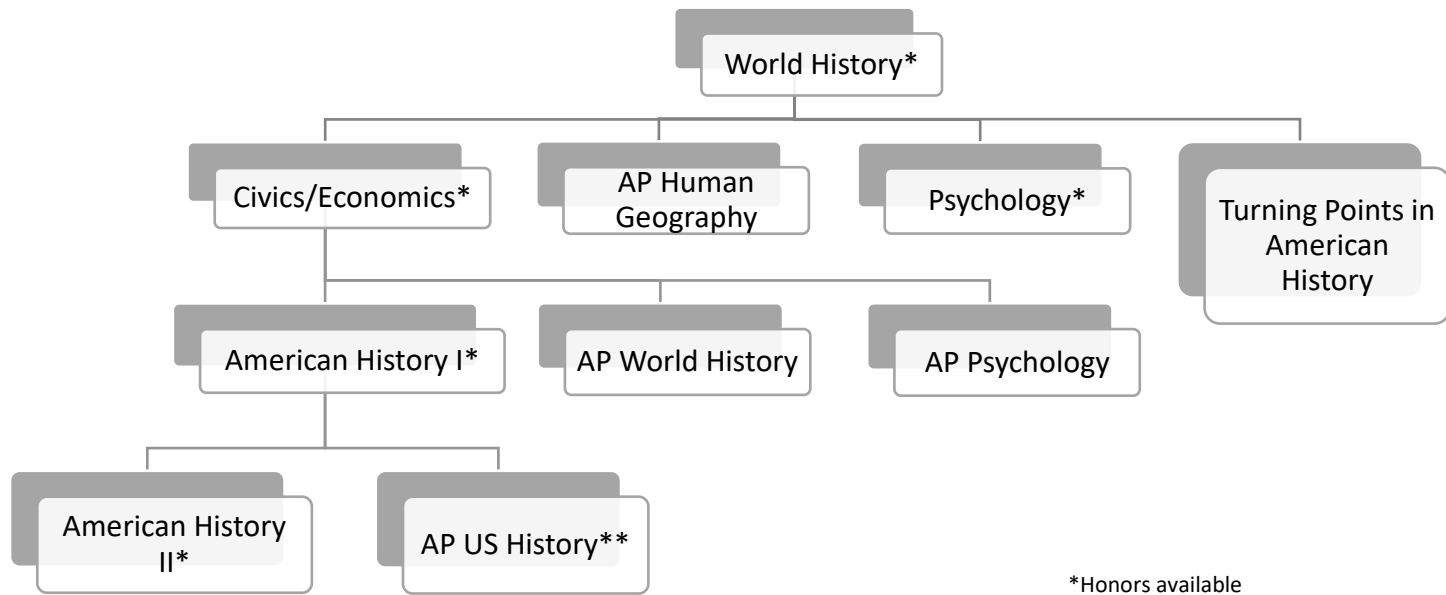 World History*
Civics/Economics*
AP Human
Geography
Psychology*
Turning Points in
American
History
American History I*
AP World History
AP Psychology
American History
II*
AP US History**
*Honors available